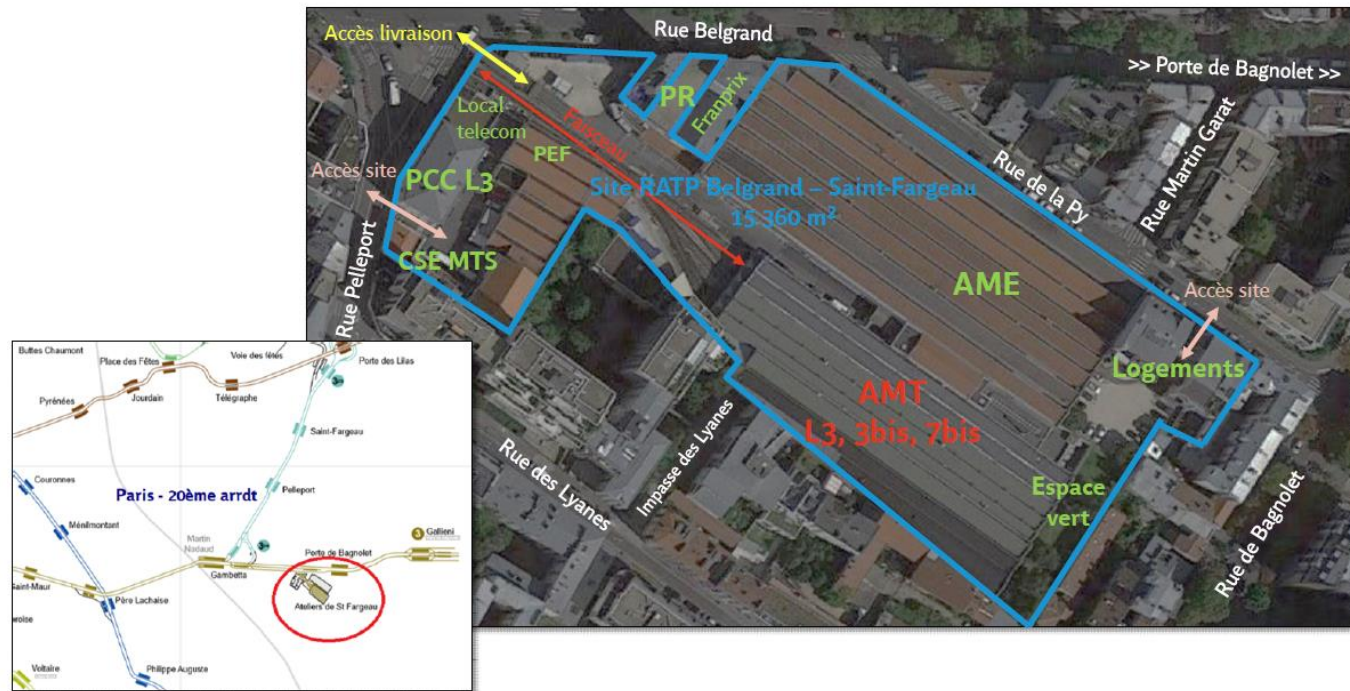 Accès livraison
Rue Belgrand
>> Porte de Bagnolet >>
Local
telecom
PR
Franprix
Faisceau
PEF
Rue Martin Garat
Accès site
PCC L3
Site RATP Belgrand – Saint-Fargeau
15 360 m²
Rue de la Py
CSE MTS
Rue Pelleport
AME
Accès site
Logements
AMT
L3, 3bis, 7bis
Impasse des Lyanes
Rue des Lyanes
Espace
vert
Rue de Bagnolet
Buttes Chaumont
Place des Fêtes
Voie des fêtes
Porte des Lilas
Pyrénées
Jourdain
Télégraphe
Saint-Fargeau
Couronnes
Paris - 20ème arrdt
Pelleport
Ménilmontant
Martin
Nadaud
Porte de Bagnolet
3
Gallieni
Gambetta
Saint-Maur
Père Lachaise
Ateliers de St Fargeau
Voltaire
Philippe Auguste